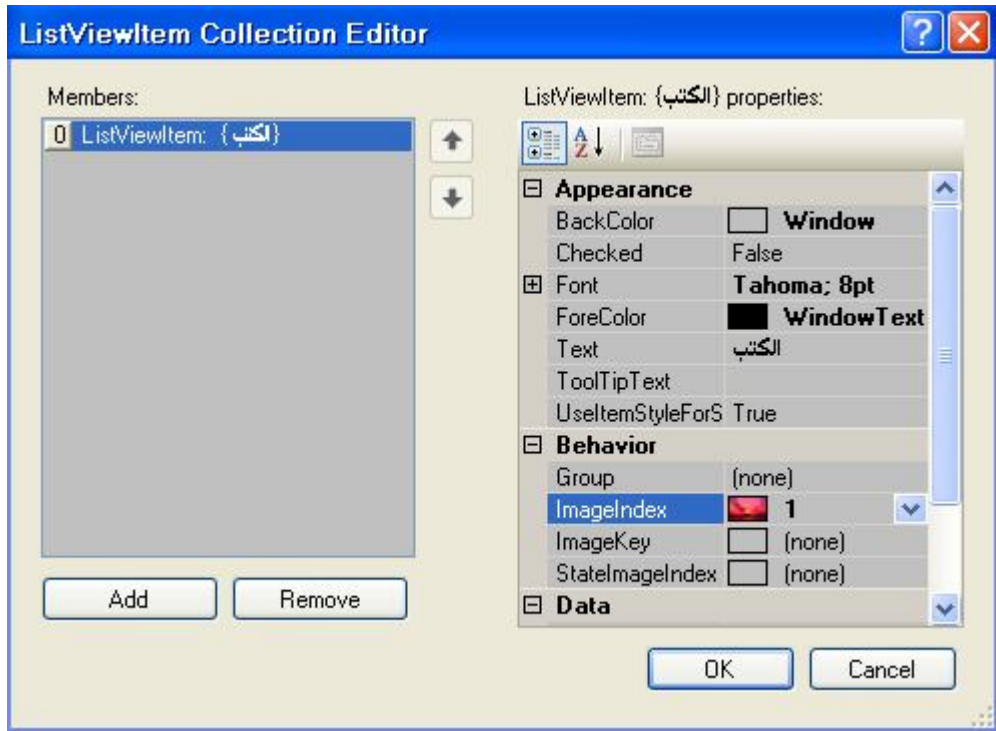 ListViewItem Collection Editor
Members:
0 ListViewItem: {الكتب}
Add
Remove
ListViewItem: {الكتب} properties:
Appearance
BackColor Window
Checked False
Font Tahoma; 8pt
ForeColor WindowText
Text الكتب
ToolTipText
UseItemStyleForS True
Behavior
Group (none)
ImageIndex 1
ImageKey (none)
StateImageIndex (none)
Data
OK
Cancel